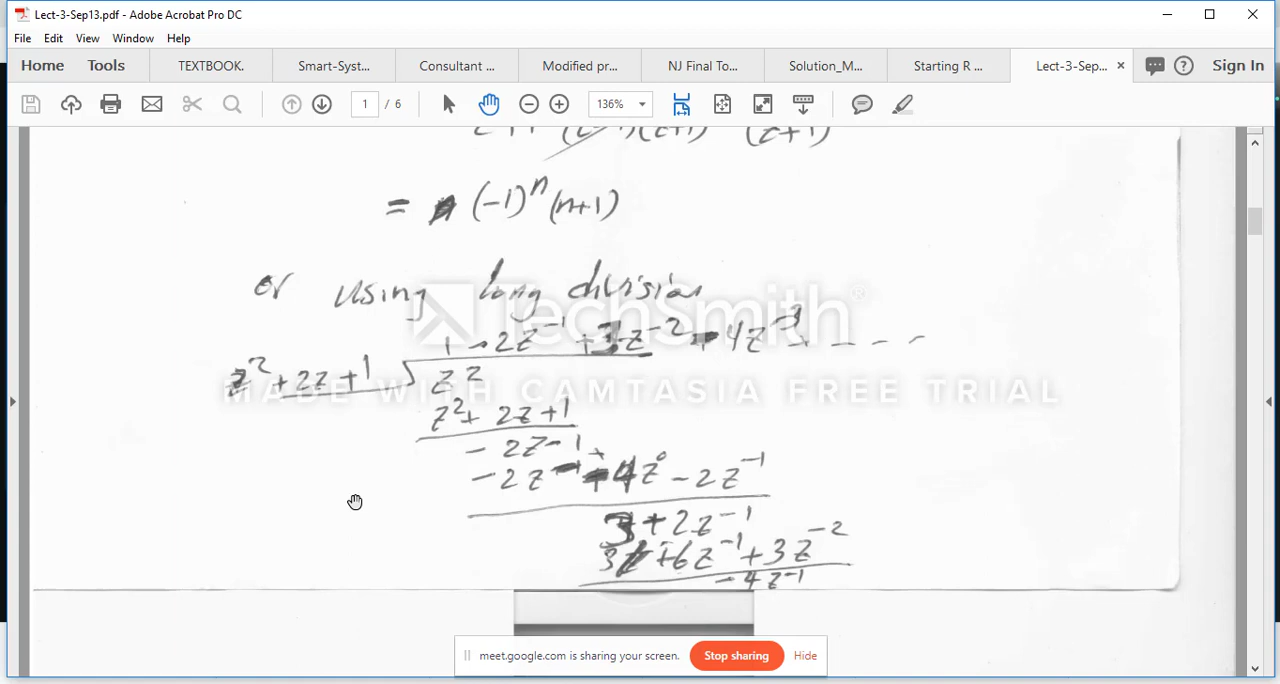 Lect-3-Sep13.pdf - Adobe Acrobat Pro DC
File Edit View Window Help
Home Tools TEXTBOOK. Smart-Syst... Consultant ... Modified pr... NJ Final To... Solution_M... Starting R ... Lect-3-Sep... × ? Sign In
1 / 6 136%
(z+1)
= (-1)^n (n+1)
or using long division
TechSmith
1 - 2z^-1 + 3z^-2 - 4z^-3 + - - -
z^2 + 2z + 1 z^2
MADE WITH CAMTASIA FREE TRIAL
z^2 + 2z + 1
- 2z - 1
- 2z - 4z^0 - 2z^-1
3 + 2z^-1
3 + 6z^-1 + 3z^-2
- 4z^-1
meet.google.com is sharing your screen. Stop sharing Hide